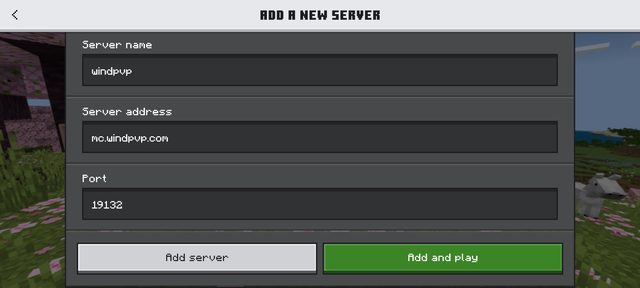 ADD A NEW SERVER
Server name
windpvp
Server address
mc.windpvp.com
Port
19132
Add server
Add and play